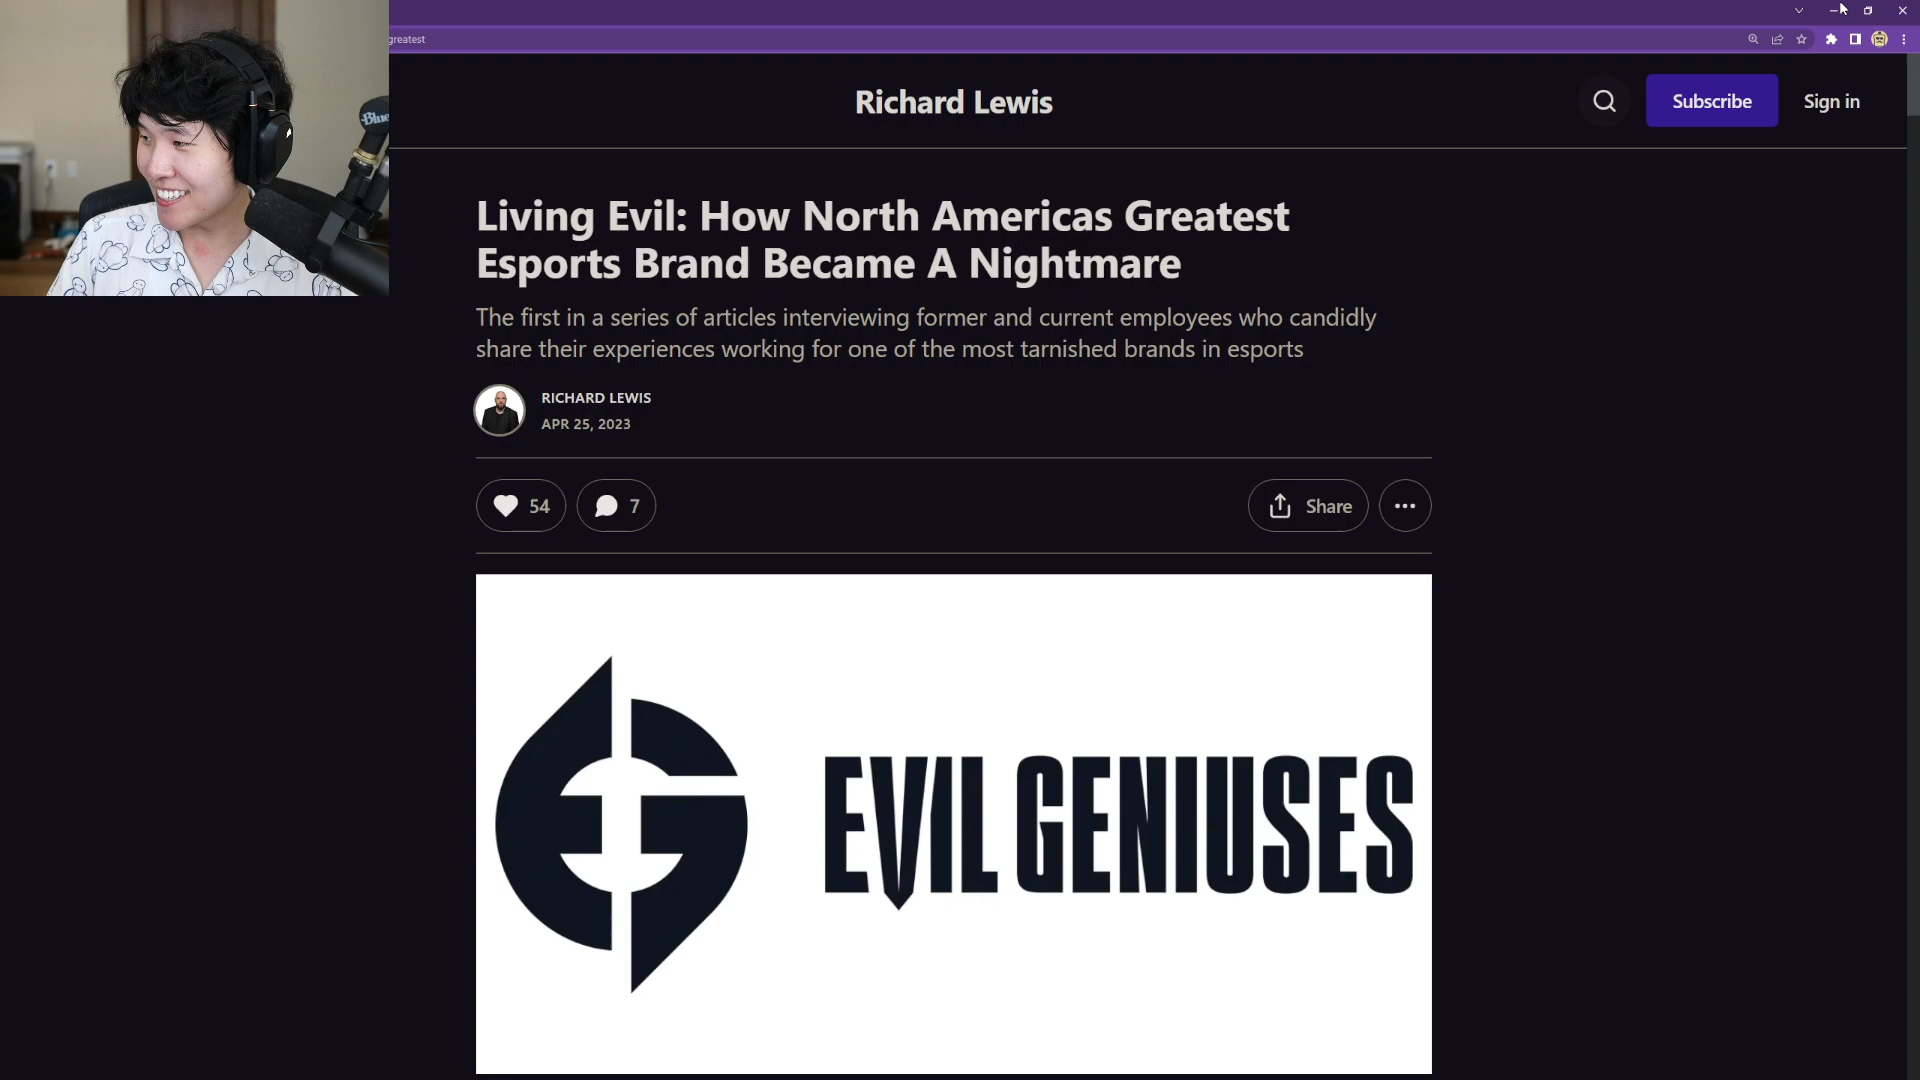 greatest
Blue
Richard Lewis
Subscribe
Sign in
Living Evil: How North Americas Greatest
Esports Brand Became A Nightmare
The first in a series of articles interviewing former and current employees who candidly
share their experiences working for one of the most tarnished brands in esports
RICHARD LEWIS
APR 25, 2023
54
7
Share
EVIL GENIUSES